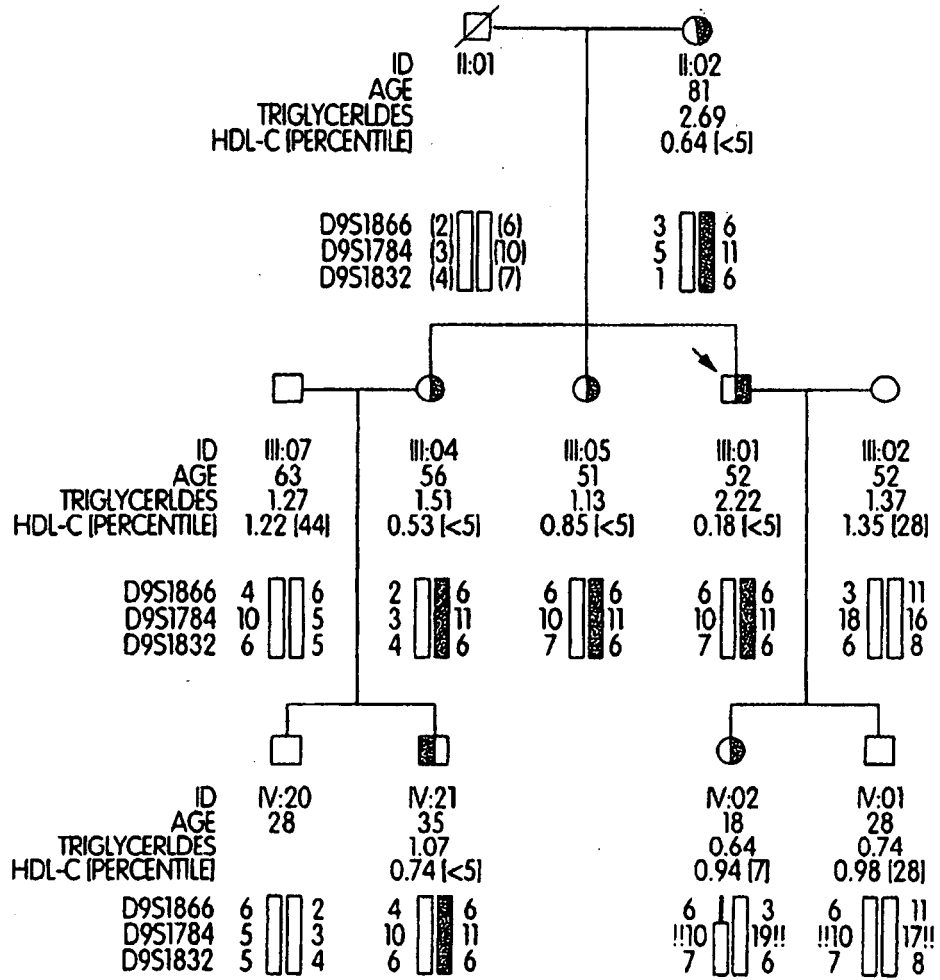 ID II:01 II:02
AGE 81
TRIGLYCERLDES 2.69
HDL-C (PERCENTILE) 0.64 (<5)
D9S1866 (2) (6) 3 6
D9S1784 (3) (10) 5 11
D9S1832 (4) (7) 1 6
ID III:07 III:04 III:05 III:01 III:02
AGE 63 56 51 52 52
TRIGLYCERLDES 1.27 1.51 1.13 2.22 1.37
HDL-C (PERCENTILE) 1.22 (44) 0.53 (<5) 0.85 (<5) 0.18 (<5) 1.35 (28)
D9S1866 4 6 2 6 6 6 6 6 3 11
D9S1784 10 5 3 11 10 11 10 11 18 16
D9S1832 6 5 4 6 7 6 7 6 6 8
ID IV:20 IV:21 IV:02 IV:01
AGE 28 35 18 28
TRIGLYCERLDES 1.07 0.64 0.74
HDL-C (PERCENTILE) 0.74 (<5) 0.94 (7) 0.98 (28)
D9S1866 6 2 4 6 6 3 6 11
D9S1784 5 3 10 11 !!10 19!! !!10 17!!
D9S1832 5 4 6 6 7 6 7 8